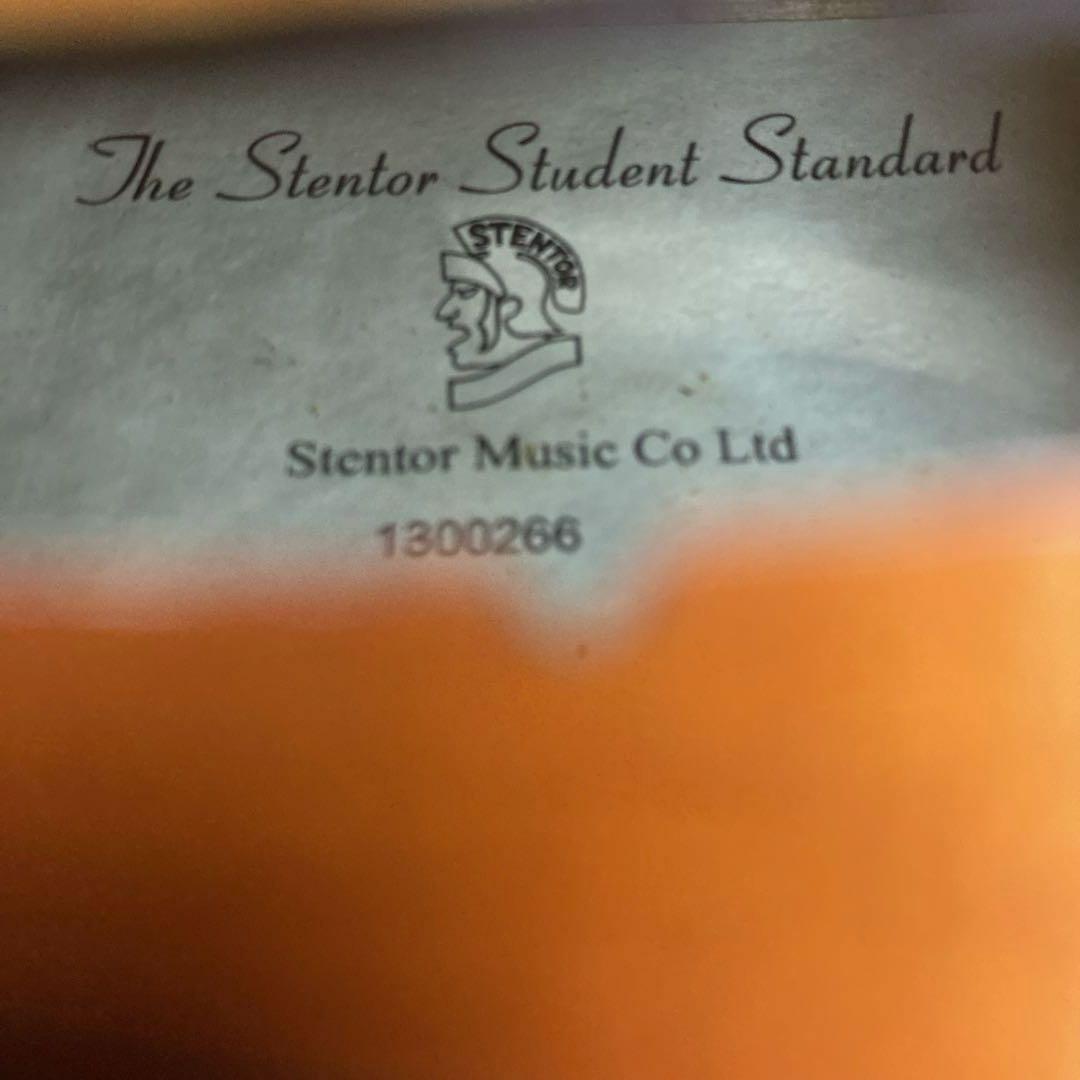 The Stentor Student Standard
STENTOR
Stentor Music Co Ltd
1300266